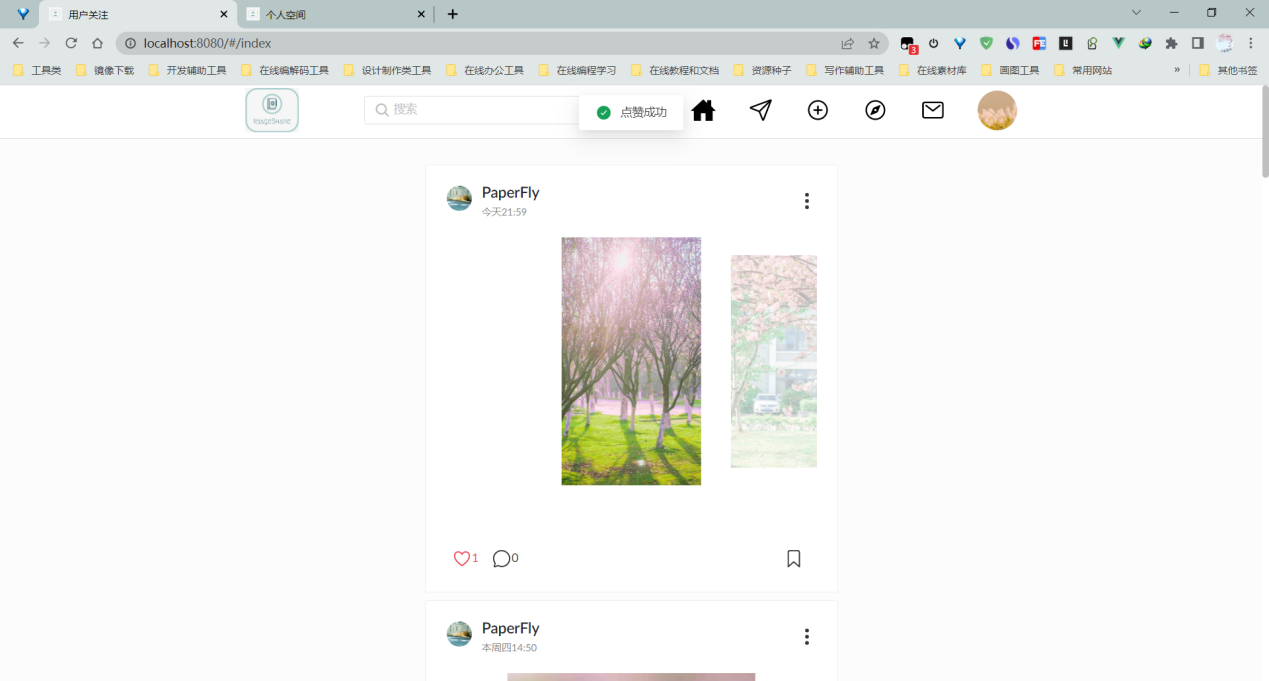 用户关注
个人空间
localhost:8080/#/index
3
工具类 镜像下载 开发辅助工具 在线编解码工具 设计制作类工具 在线办公工具 在线编程学习 在线教程和文档 资源种子 写作辅助工具 在线素材库 画图工具 常用网站 » 其他书签
ImageShare
搜索
点赞成功
PaperFly
今天21:59
1 0
PaperFly
本周四14:50